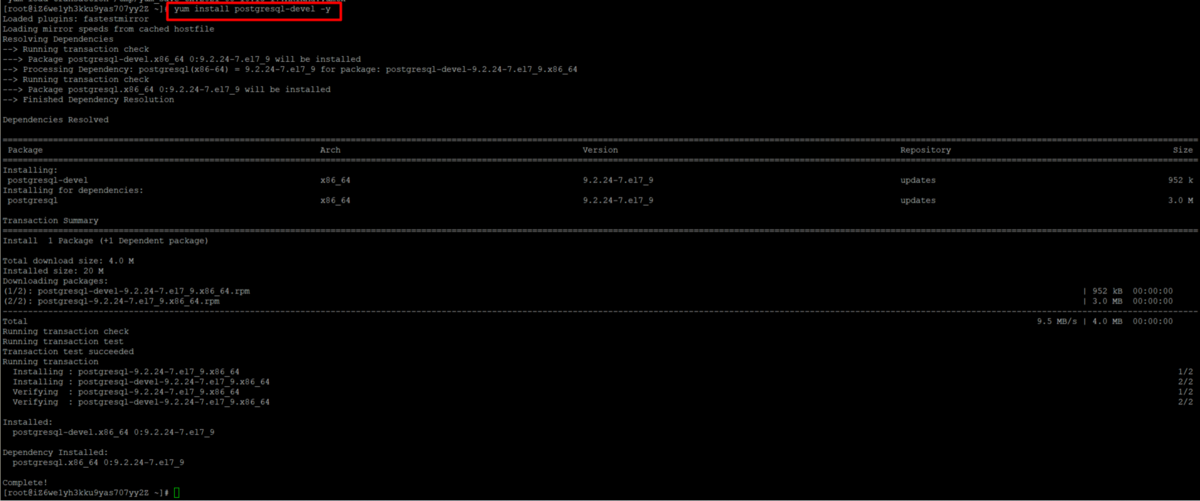 [root@iZ6we1yh3kku9yas707yy2Z ~]# yum install postgresql-devel -y
Loaded plugins: fastestmirror
Loading mirror speeds from cached hostfile
Resolving Dependencies
--> Running transaction check
---> Package postgresql-devel.x86_64 0:9.2.24-7.el7_9 will be installed
--> Processing Dependency: postgresql(x86-64) = 9.2.24-7.el7_9 for package: postgresql-devel-9.2.24-7.el7_9.x86_64
--> Running transaction check
---> Package postgresql.x86_64 0:9.2.24-7.el7_9 will be installed
--> Finished Dependency Resolution
Dependencies Resolved
Package Arch Version Repository Size
Installing:
postgresql-devel x86_64 9.2.24-7.el7_9 updates 952 k
Installing for dependencies:
postgresql x86_64 9.2.24-7.el7_9 updates 3.0 M
Transaction Summary
Install 1 Package (+1 Dependent package)
Total download size: 4.0 M
Installed size: 20 M
Downloading packages:
(1/2): postgresql-devel-9.2.24-7.el7_9.x86_64.rpm | 952 kB 00:00:00
(2/2): postgresql-9.2.24-7.el7_9.x86_64.rpm | 3.0 MB 00:00:00
Total 9.5 MB/s | 4.0 MB 00:00:00
Running transaction check
Running transaction test
Transaction test succeeded
Running transaction
Installing : postgresql-9.2.24-7.el7_9.x86_64 1/2
Installing : postgresql-devel-9.2.24-7.el7_9.x86_64 2/2
Verifying : postgresql-9.2.24-7.el7_9.x86_64 1/2
Verifying : postgresql-devel-9.2.24-7.el7_9.x86_64 2/2
Installed:
postgresql-devel.x86_64 0:9.2.24-7.el7_9
Dependency Installed:
postgresql.x86_64 0:9.2.24-7.el7_9
Complete!
[root@iZ6we1yh3kku9yas707yy2Z ~]#